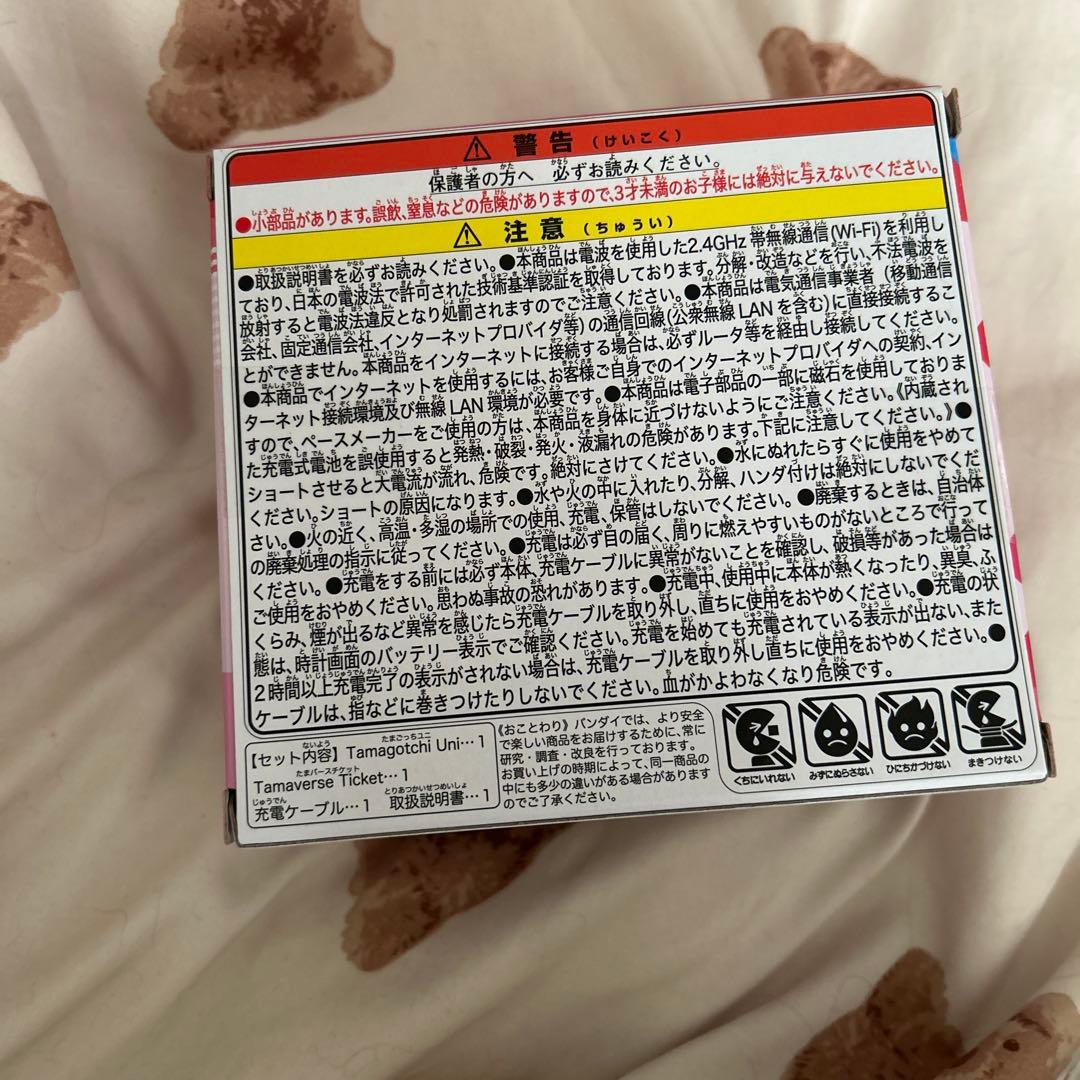 警告（けいこく）
保護者の方へ 必ずお読みください。
●小部品があります。誤飲、窒息などの危険がありますので、3才未満のお子様には絶対に与えないでください。
注意（ちゅうい）
●取扱説明書を必ずお読みください。●本商品は電波を使用した2.4GHz 帯無線通信(Wi-Fi)を利用し
ており、日本の電波法で許可された技術基準認証を取得しております。分解・改造などを行い、不法電波を
放射すると電波法違反となり処罰されますのでご注意ください。●本商品は電気通信事業者（移動通信
会社、固定通信会社、インターネットプロバイダ等）の通信回線(公衆無線 LAN を含む)に直接接続するこ
とができません。本商品をインターネットに接続する場合は、必ずルータ等を経由し接続してください。
●本商品でインターネットを使用するには、お客様ご自身でのインターネットプロバイダへの契約、イン
ターネット接続環境及び無線 LAN 環境が必要です。●本商品は電子部品の一部に磁石を使用しておりま
すので、ペースメーカーをご使用の方は、本商品を身体に近づけないようにご注意ください。《内蔵され
た充電式電池を誤使用すると発熱・破裂・発火・液漏れの危険があります。下記に注意してください。》●
ショートさせると大電流が流れ、危険です。絶対にさけてください。●水にぬれたらすぐに使用をやめて
ください。ショートの原因になります。●水や火の中に入れたり、分解、ハンダ付けは絶対にしないでくだ
さい。●火の近く、高温・多湿の場所での使用、充電、保管はしないでください。●廃棄するときは、自治体
の廃棄処理の指示に従ってください。●充電は必ず目の届く、周りに燃えやすいものがないところで行って
ください。●充電をする前には必ず本体、充電ケーブルに異常がないことを確認し、破損等があった場合は
ご使用をおやめください。思わぬ事故の恐れがあります。●充電中、使用中に本体が熱くなったり、異臭、ふ
くらみ、煙が出るなど異常を感じたら充電ケーブルを取り外し、直ちに使用をおやめください。●充電の状
態は、時計画面のバッテリー表示でご確認ください。充電を始めても充電されている表示が出ない、また
2時間以上充電完了の表示がされない場合は、充電ケーブルを取り外し直ちに使用をおやめください。●
ケーブルは、指などに巻きつけたりしないでください。血がかよわなくなり危険です。
【セット内容】Tamagotchi Uni…1
Tamaverse Ticket…1
充電ケーブル…1 取扱説明書…1
《おことわり》バンダイでは、より安全
で楽しい商品をお届けするために、常に
研究・調査・改良を行っております。
お買い上げの時期によって、同一商品の
中にも多少の違いがある場合があります
のでご了承ください。
くちにいれない みずにぬらさない ひにちかづけない まきつけない